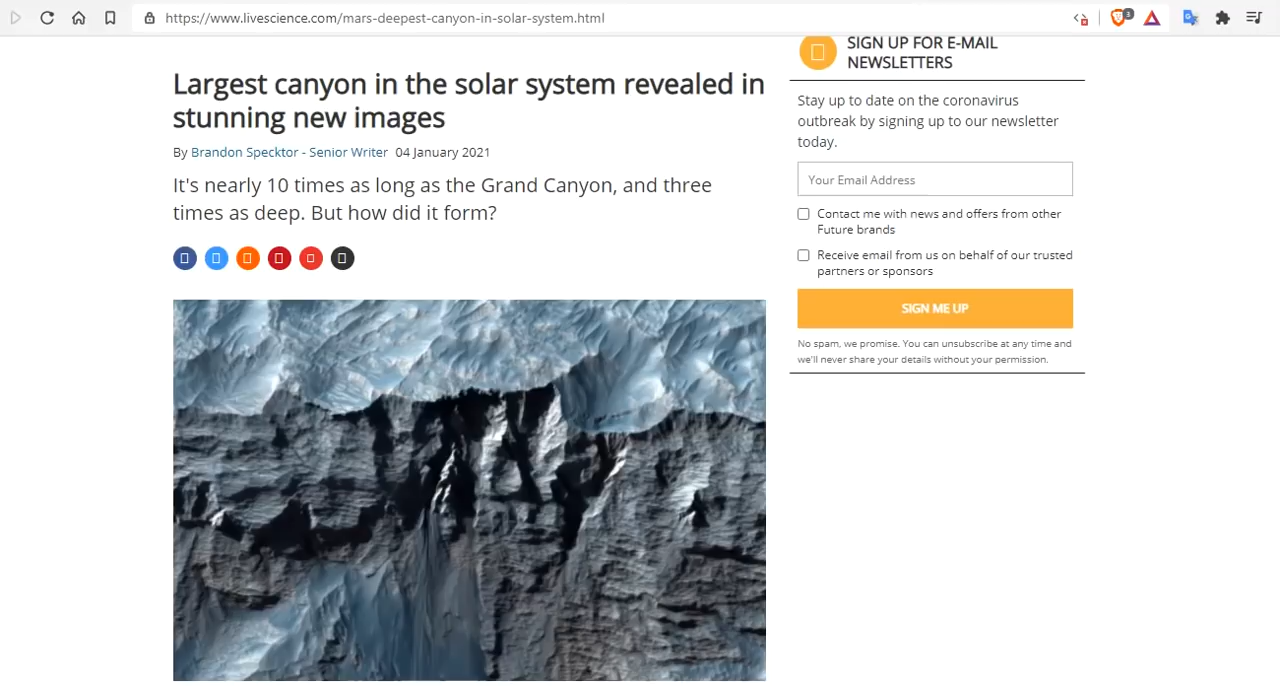 https://www.livescience.com/mars-deepest-canyon-in-solar-system.html
3
Largest canyon in the solar system revealed in
stunning new images
By Brandon Specktor - Senior Writer 04 January 2021
It's nearly 10 times as long as the Grand Canyon, and three
times as deep. But how did it form?
SIGN UP FOR E-MAIL
NEWSLETTERS
Stay up to date on the coronavirus
outbreak by signing up to our newsletter
today.
Your Email Address
Contact me with news and offers from other
Future brands
Receive email from us on behalf of our trusted
partners or sponsors
SIGN ME UP
No spam, we promise. You can unsubscribe at any time and
we'll never share your details without your permission.